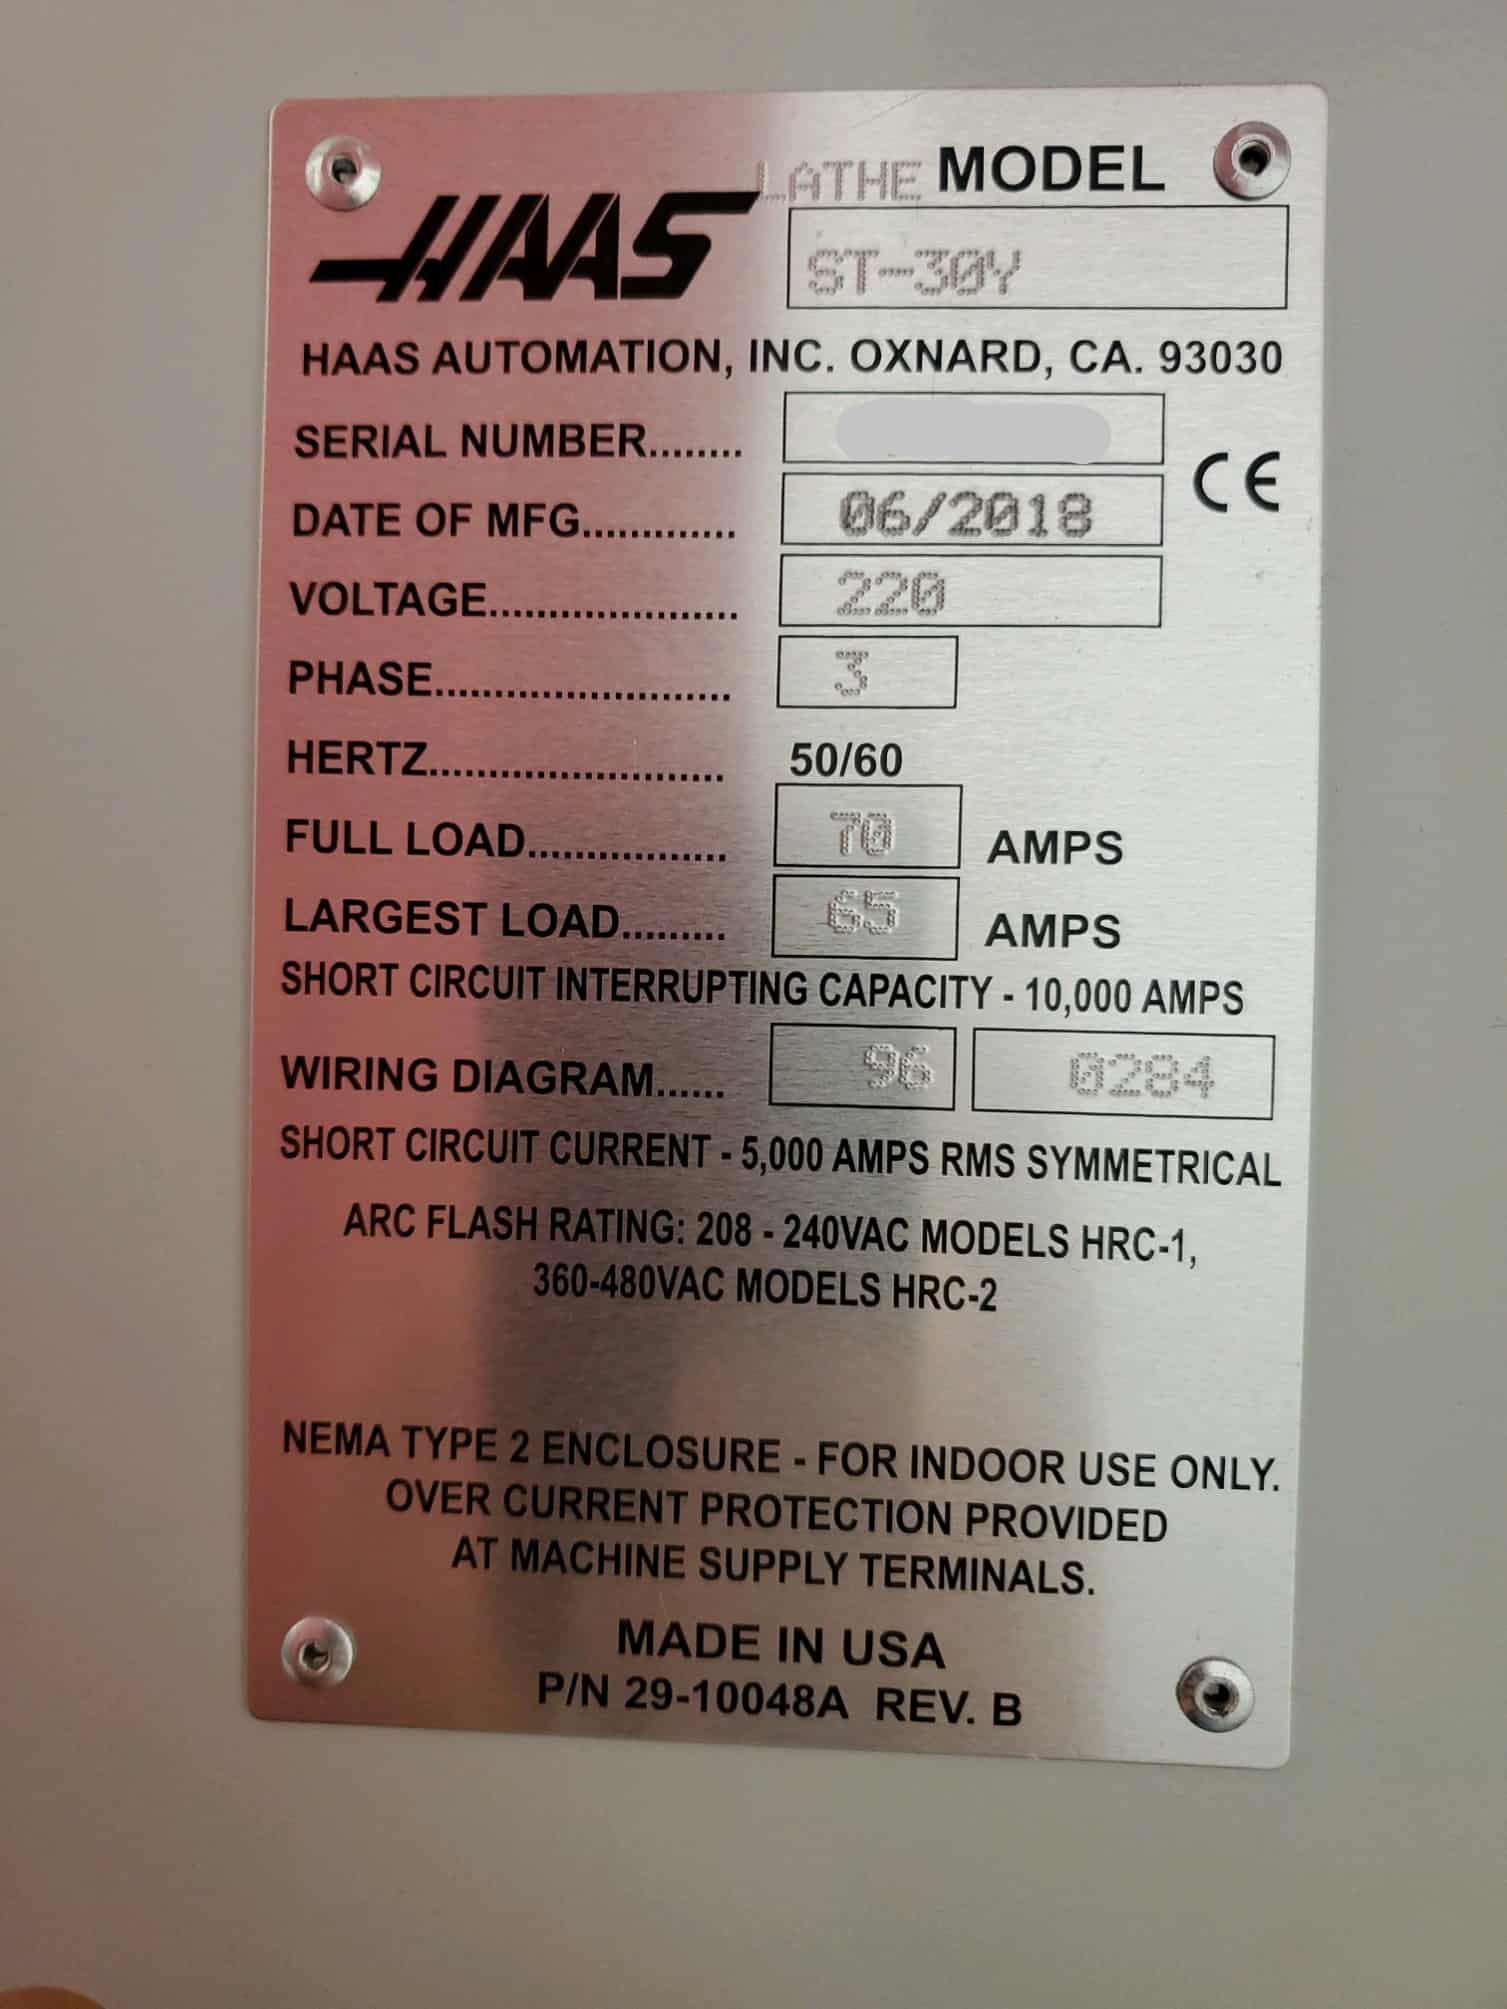 LATHE MODEL
HAAS
ST-30Y
HAAS AUTOMATION, INC. OXNARD, CA. 93030
SERIAL NUMBER........
CE
DATE OF MFG............. 06/2018
VOLTAGE..................... 220
PHASE......................... 3
HERTZ......................... 50/60
FULL LOAD................. 70 AMPS
LARGEST LOAD......... 65 AMPS
SHORT CIRCUIT INTERRUPTING CAPACITY - 10,000 AMPS
WIRING DIAGRAM...... 96 0284
SHORT CIRCUIT CURRENT - 5,000 AMPS RMS SYMMETRICAL
ARC FLASH RATING: 208 - 240VAC MODELS HRC-1,
360-480VAC MODELS HRC-2
NEMA TYPE 2 ENCLOSURE - FOR INDOOR USE ONLY.
OVER CURRENT PROTECTION PROVIDED
AT MACHINE SUPPLY TERMINALS.
MADE IN USA
P/N 29-10048A REV. B